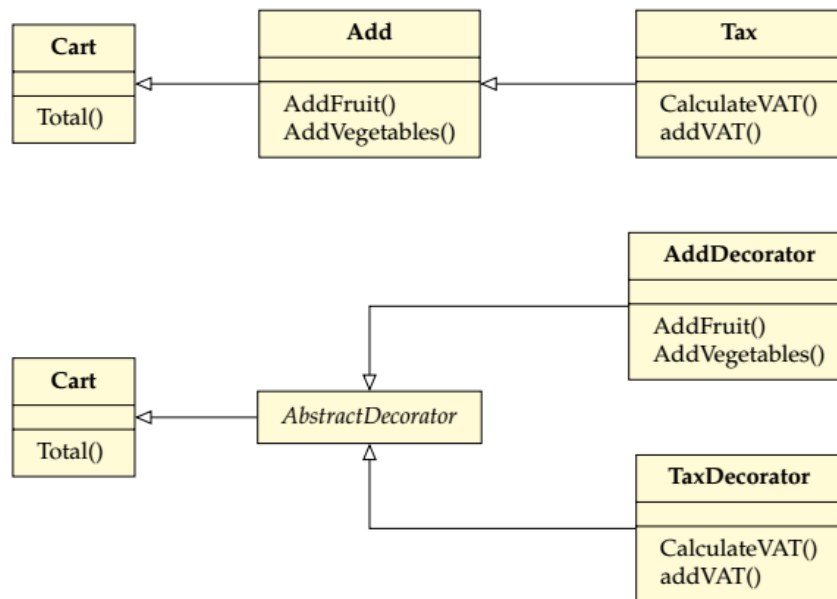 Cart
Total()
Add
AddFruit()
AddVegetables()
Tax
CalculateVAT()
addVAT()
Cart
Total()
AbstractDecorator
AddDecorator
AddFruit()
AddVegetables()
TaxDecorator
CalculateVAT()
addVAT()